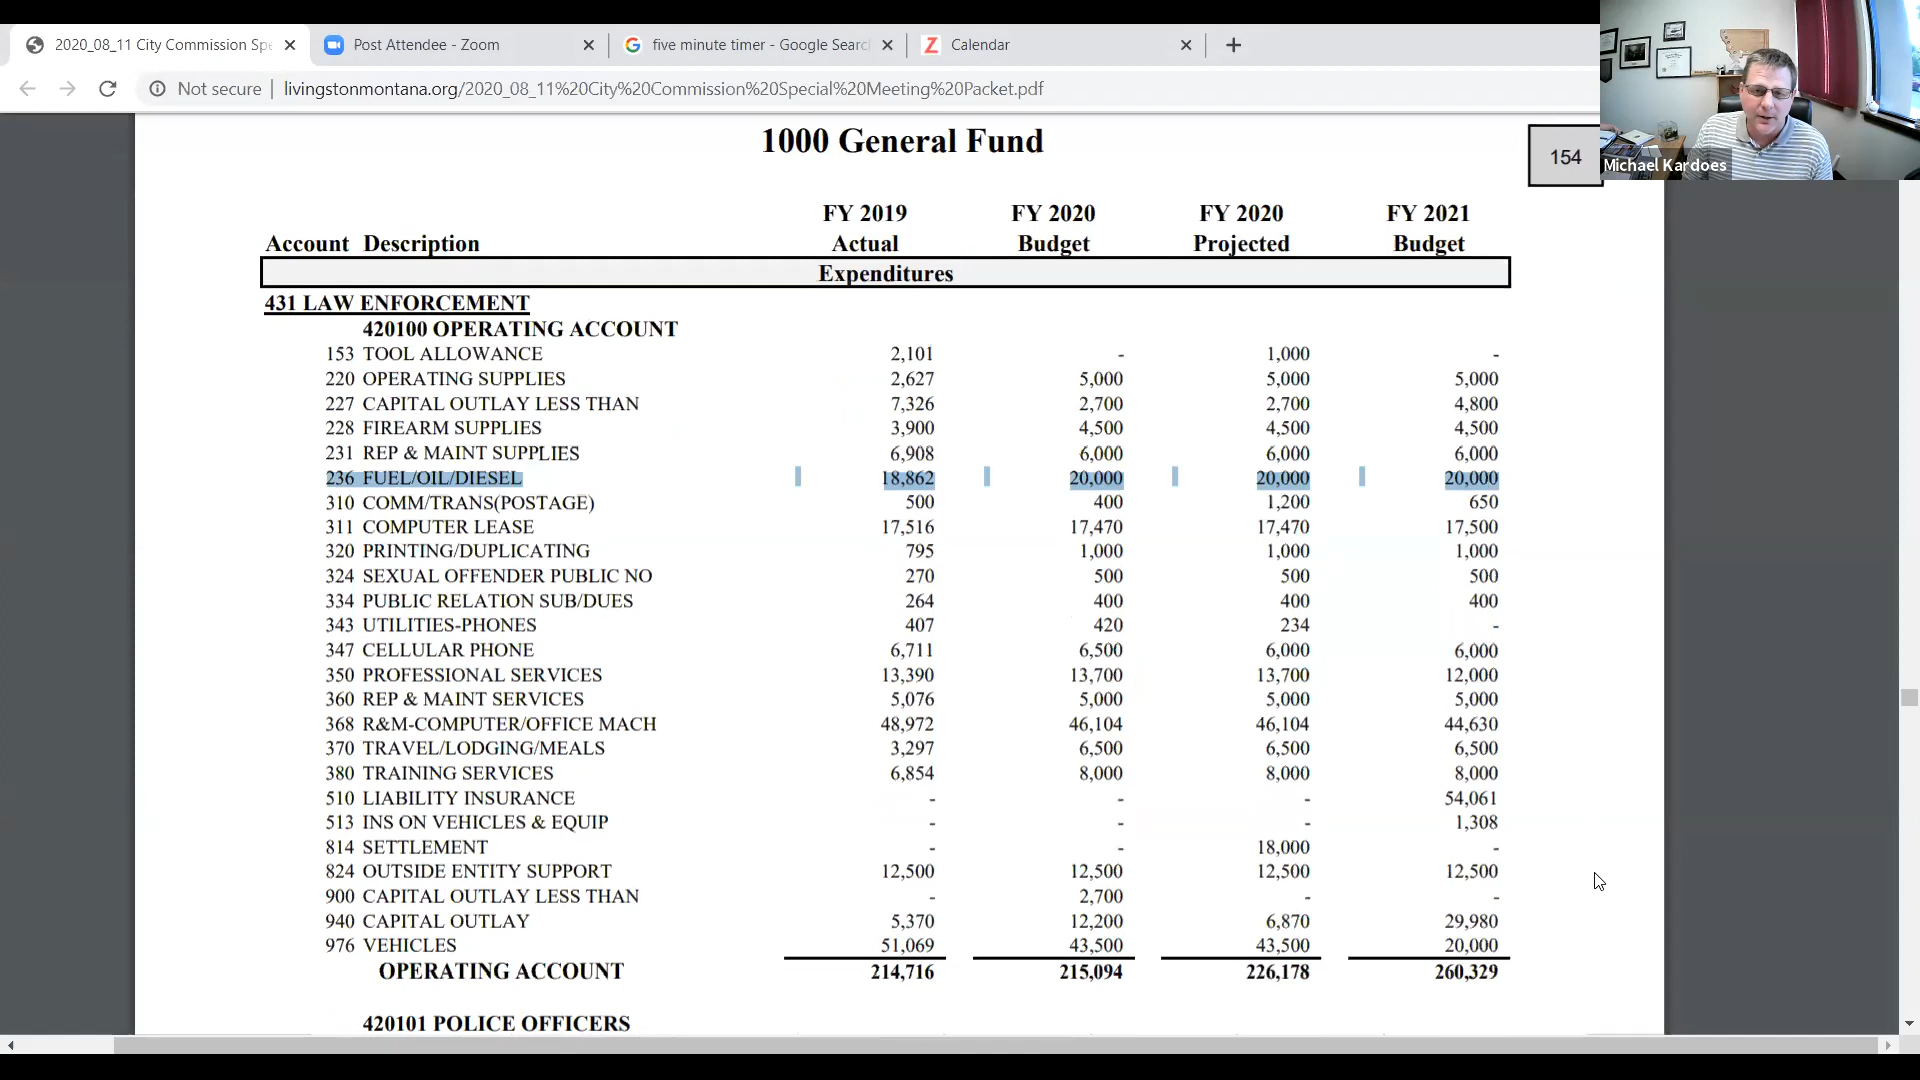 2020_08_11 City Commission Spe
Post Attendee - Zoom
five minute timer - Google Searc
Calendar
Not secure | livingstonmontana.org/2020_08_11%20City%20Commission%20Special%20Meeting%20Packet.pdf
Michael Kardoes
1000 General Fund
154
FY 2019 FY 2020 FY 2020 FY 2021
Account Description Actual Budget Projected Budget
Expenditures
431 LAW ENFORCEMENT
420100 OPERATING ACCOUNT
153 TOOL ALLOWANCE 2,101 - 1,000 -
220 OPERATING SUPPLIES 2,627 5,000 5,000 5,000
227 CAPITAL OUTLAY LESS THAN 7,326 2,700 2,700 4,800
228 FIREARM SUPPLIES 3,900 4,500 4,500 4,500
231 REP & MAINT SUPPLIES 6,908 6,000 6,000 6,000
236 FUEL/OIL/DIESEL 18,862 20,000 20,000 20,000
310 COMM/TRANS(POSTAGE) 500 400 1,200 650
311 COMPUTER LEASE 17,516 17,470 17,470 17,500
320 PRINTING/DUPLICATING 795 1,000 1,000 1,000
324 SEXUAL OFFENDER PUBLIC NO 270 500 500 500
334 PUBLIC RELATION SUB/DUES 264 400 400 400
343 UTILITIES-PHONES 407 420 234 -
347 CELLULAR PHONE 6,711 6,500 6,000 6,000
350 PROFESSIONAL SERVICES 13,390 13,700 13,700 12,000
360 REP & MAINT SERVICES 5,076 5,000 5,000 5,000
368 R&M-COMPUTER/OFFICE MACH 48,972 46,104 46,104 44,630
370 TRAVEL/LODGING/MEALS 3,297 6,500 6,500 6,500
380 TRAINING SERVICES 6,854 8,000 8,000 8,000
510 LIABILITY INSURANCE - - - 54,061
513 INS ON VEHICLES & EQUIP - - - 1,308
814 SETTLEMENT - - 18,000 -
824 OUTSIDE ENTITY SUPPORT 12,500 12,500 12,500 12,500
900 CAPITAL OUTLAY LESS THAN - 2,700 - -
940 CAPITAL OUTLAY 5,370 12,200 6,870 29,980
976 VEHICLES 51,069 43,500 43,500 20,000
OPERATING ACCOUNT 214,716 215,094 226,178 260,329
420101 POLICE OFFICERS